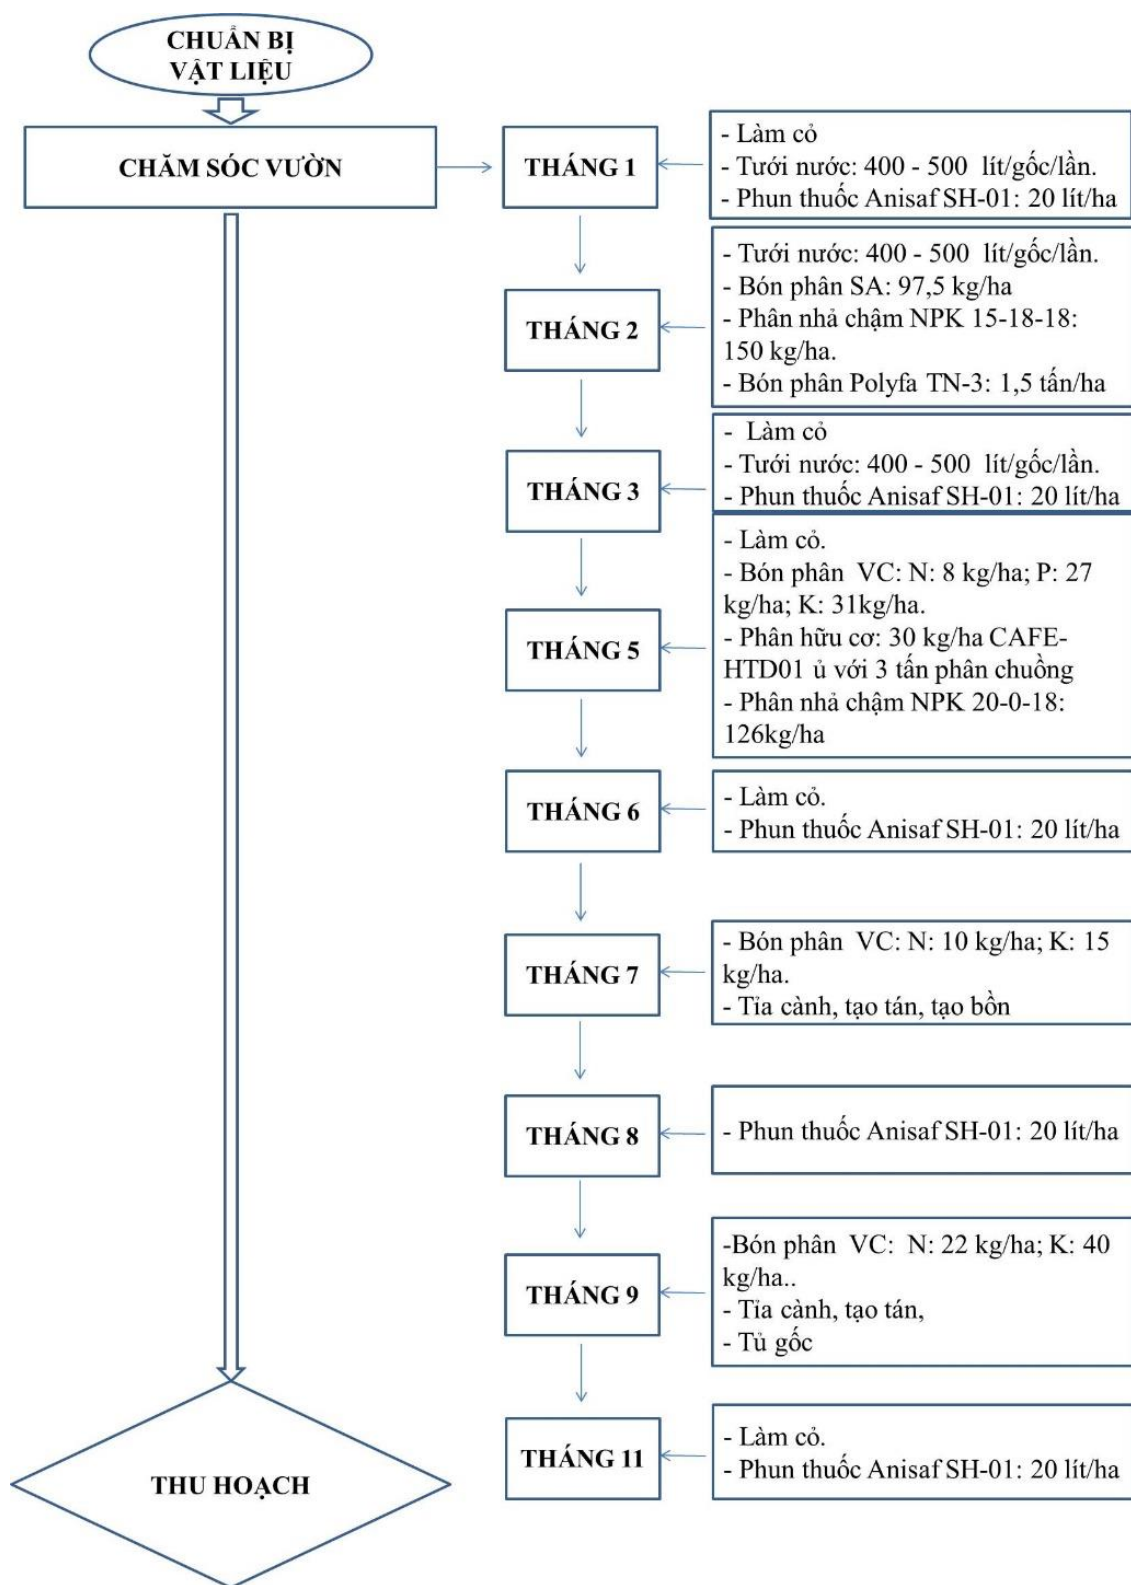 CHUẨN BỊ
VẬT LIỆU
CHĂM SÓC VƯỜN
THÁNG 1
- Làm cỏ
- Tưới nước: 400 - 500 lít/gốc/lần.
- Phun thuốc Anisaf SH-01: 20 lít/ha
THÁNG 2
- Tưới nước: 400 - 500 lít/gốc/lần.
- Bón phân SA: 97,5 kg/ha
- Phân nhả chậm NPK 15-18-18:
150 kg/ha.
- Bón phân Polyfa TN-3: 1,5 tấn/ha
THÁNG 3
- Làm cỏ
- Tưới nước: 400 - 500 lít/gốc/lần.
- Phun thuốc Anisaf SH-01: 20 lít/ha
THÁNG 5
- Làm cỏ.
- Bón phân VC: N: 8 kg/ha; P: 27
kg/ha; K: 31kg/ha.
- Phân hữu cơ: 30 kg/ha CAFE-
HTD01 ủ với 3 tấn phân chuồng
- Phân nhả chậm NPK 20-0-18:
126kg/ha
THÁNG 6
- Làm cỏ.
- Phun thuốc Anisaf SH-01: 20 lít/ha
THÁNG 7
- Bón phân VC: N: 10 kg/ha; K: 15
kg/ha.
- Tỉa cành, tạo tán, tạo bồn
THÁNG 8
- Phun thuốc Anisaf SH-01: 20 lít/ha
THÁNG 9
-Bón phân VC: N: 22 kg/ha; K: 40
kg/ha..
- Tỉa cành, tạo tán,
- Tủ gốc
THÁNG 11
- Làm cỏ.
- Phun thuốc Anisaf SH-01: 20 lít/ha
THU HOẠCH